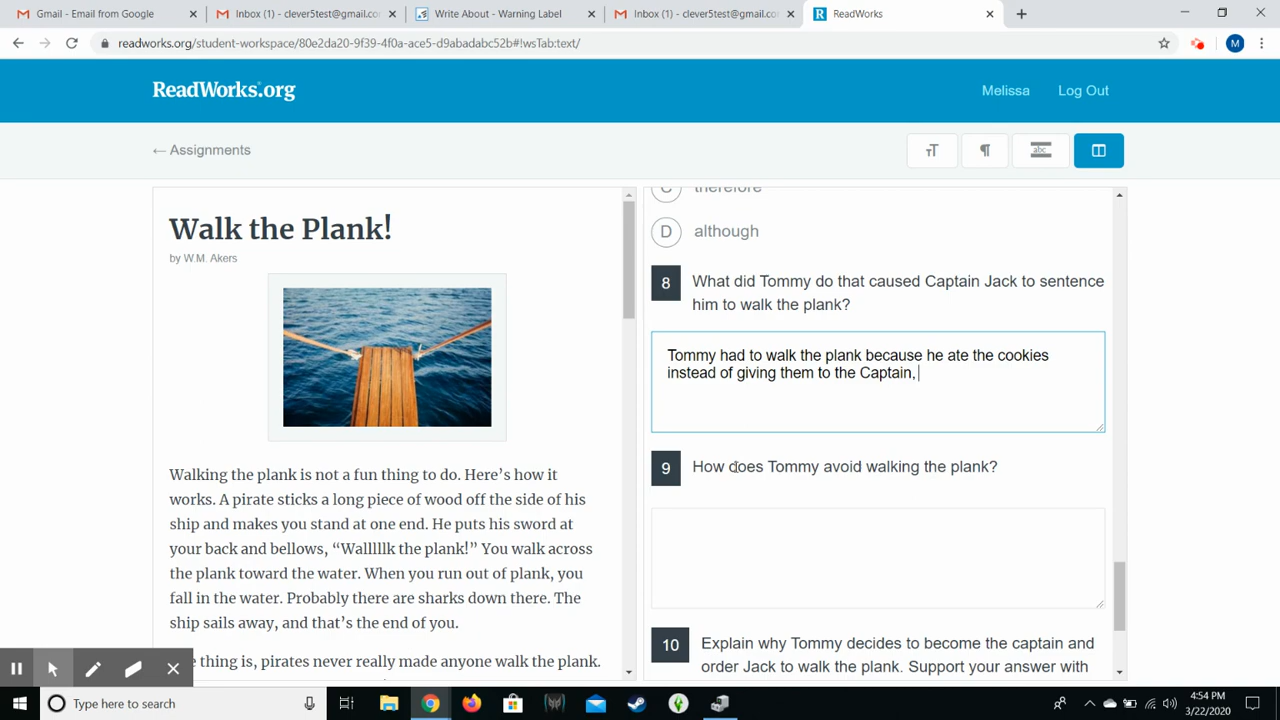 Gmail - Email from Google
Inbox (1) - clever5test@gmail.co
Write About - Warning Label
Inbox (1) - clever5test@gmail.co
ReadWorks
readworks.org/student-workspace/80e2da20-9f39-4f0a-ace5-d9abadabc52b#!wsTab:text/
M
ReadWorks.org
Melissa
Log Out
← Assignments
abc
Walk the Plank!
by W.M. Akers
Walking the plank is not a fun thing to do. Here's how it
works. A pirate sticks a long piece of wood off the side of his
ship and makes you stand at one end. He puts his sword at
your back and bellows, “Walllllk the plank!” You walk across
the plank toward the water. When you run out of plank, you
fall in the water. Probably there are sharks down there. The
ship sails away, and that's the end of you.
thing is, pirates never really made anyone walk the plank.
C therefore
D although
8 What did Tommy do that caused Captain Jack to sentence
him to walk the plank?
Tommy had to walk the plank because he ate the cookies
instead of giving them to the Captain,
9 How does Tommy avoid walking the plank?
10 Explain why Tommy decides to become the captain and
order Jack to walk the plank. Support your answer with
Type here to search
4:54 PM
3/22/2020